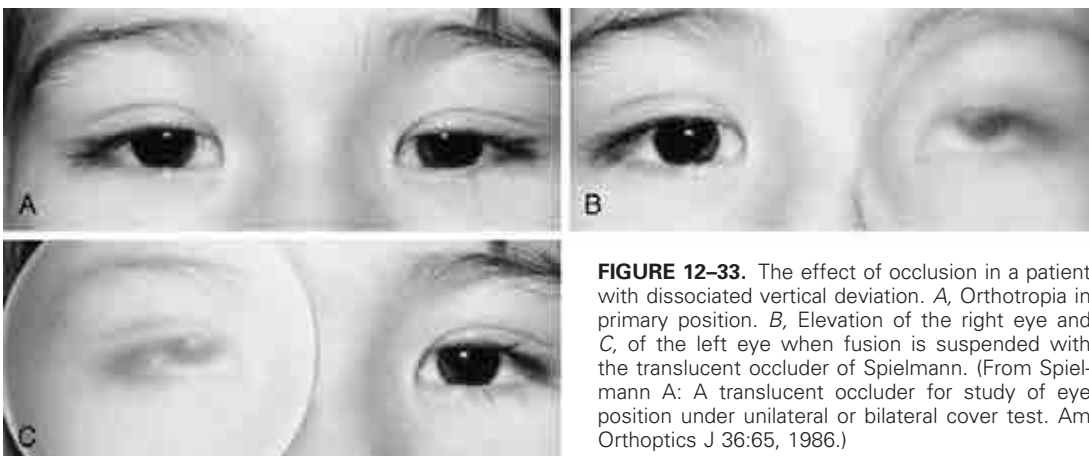 A
B
C
FIGURE 12–33. The effect of occlusion in a patient
with dissociated vertical deviation. A, Orthotropia in
primary position. B, Elevation of the right eye and
C, of the left eye when fusion is suspended with
the translucent occluder of Spielmann. (From Spiel-
mann A: A translucent occluder for study of eye
position under unilateral or bilateral cover test. Am
Orthoptics J 36:65, 1986.)